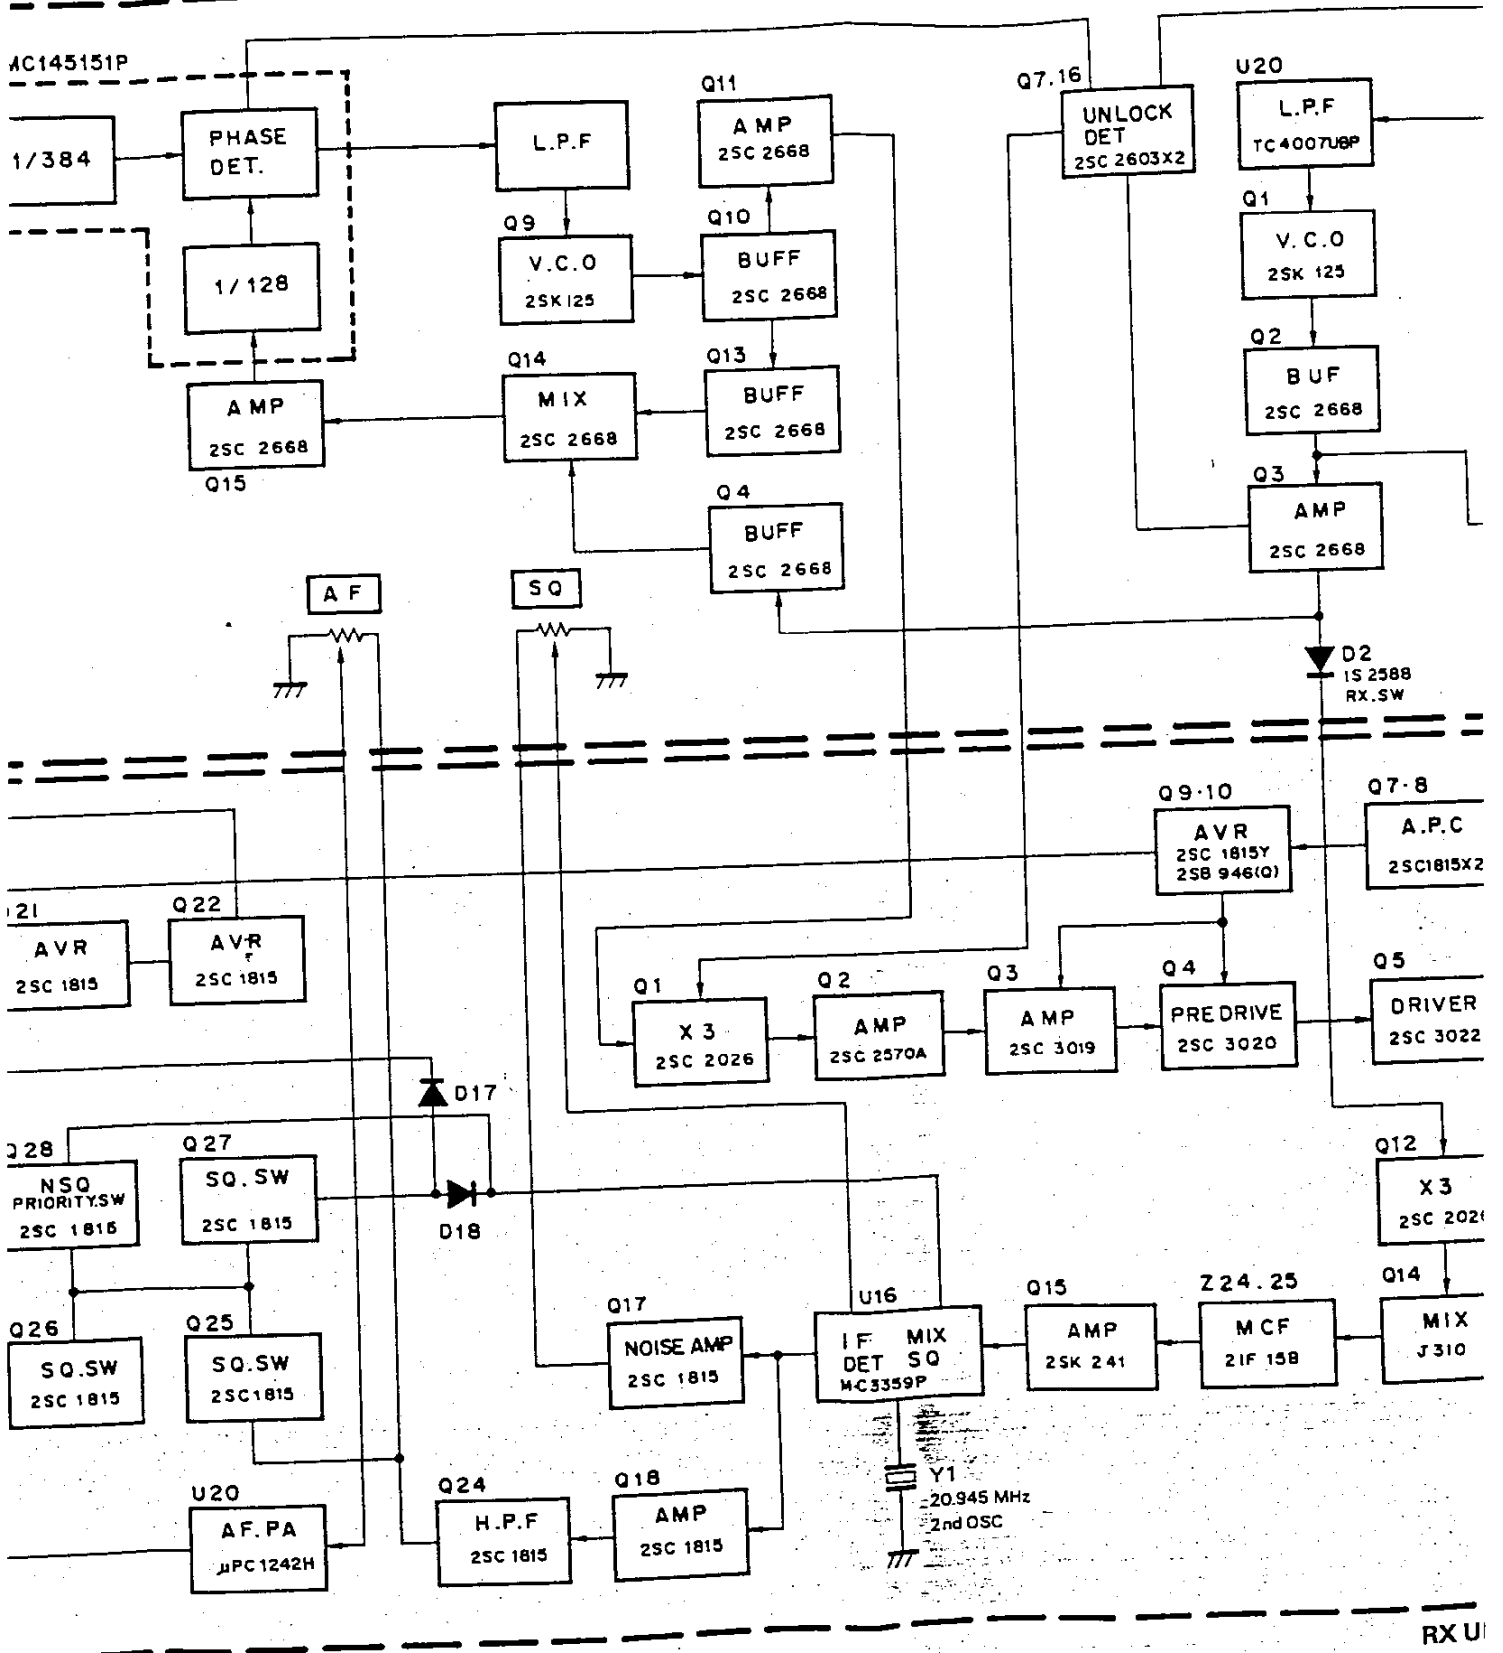 MC145151P
1/384
PHASE
DET.
1/128
AMP
2SC 2668
Q15
L.P.F
Q9
V.C.O
2SK125
Q14
MIX
2SC 2668
Q11
AMP
2SC 2668
Q10
BUFF
2SC 2668
Q13
BUFF
2SC 2668
Q4
BUFF
2SC 2668
Q7.16
UNLOCK
DET
2SC 2603X2
U20
L.P.F
TC4007UBP
Q1
V.C.O
2SK 125
Q2
BUF
2SC 2668
Q3
AMP
2SC 2668
D2
1S 2588
RX.SW
AF
SQ
Q9·10
AVR
2SC 1815Y
2SB 946(Q)
Q7·8
A.P.C
2SC1815X2
21
AVR
2SC 1815
Q22
AVR
2SC 1815
Q1
X3
2SC 2026
Q2
AMP
2SC 2570A
Q3
AMP
2SC 3019
Q4
PREDRIVE
2SC 3020
Q5
DRIVER
2SC 3022
D17
D18
Q28
NSQ
PRIORITY.SW
2SC 1815
Q27
SQ.SW
2SC 1815
Q26
SQ.SW
2SC 1815
Q25
SQ.SW
2SC1815
Q12
X3
2SC 2026
Q14
MIX
J310
Z24.25
MCF
21F 15B
Q15
AMP
2SK 241
U16
IF MIX
DET SQ
MC3359P
Q17
NOISE AMP
2SC 1815
Y1
20.945 MHz
2nd OSC
Q18
AMP
2SC 1815
Q24
H.P.F
2SC 1815
U20
AF.PA
µPC1242H
RX U